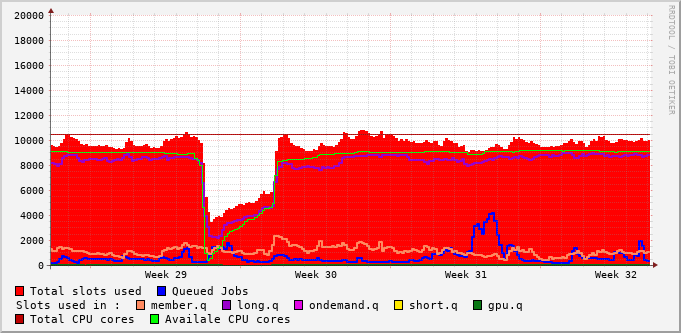 RRDTOOL / TOBI OETIKER
20000
18000
16000
14000
12000
10000
8000
6000
4000
2000
0
Week 29 Week 30 Week 31 Week 32
Total slots used Queued Jobs
Slots used in : member.q long.q ondemand.q short.q gpu.q
Total CPU cores Availale CPU cores